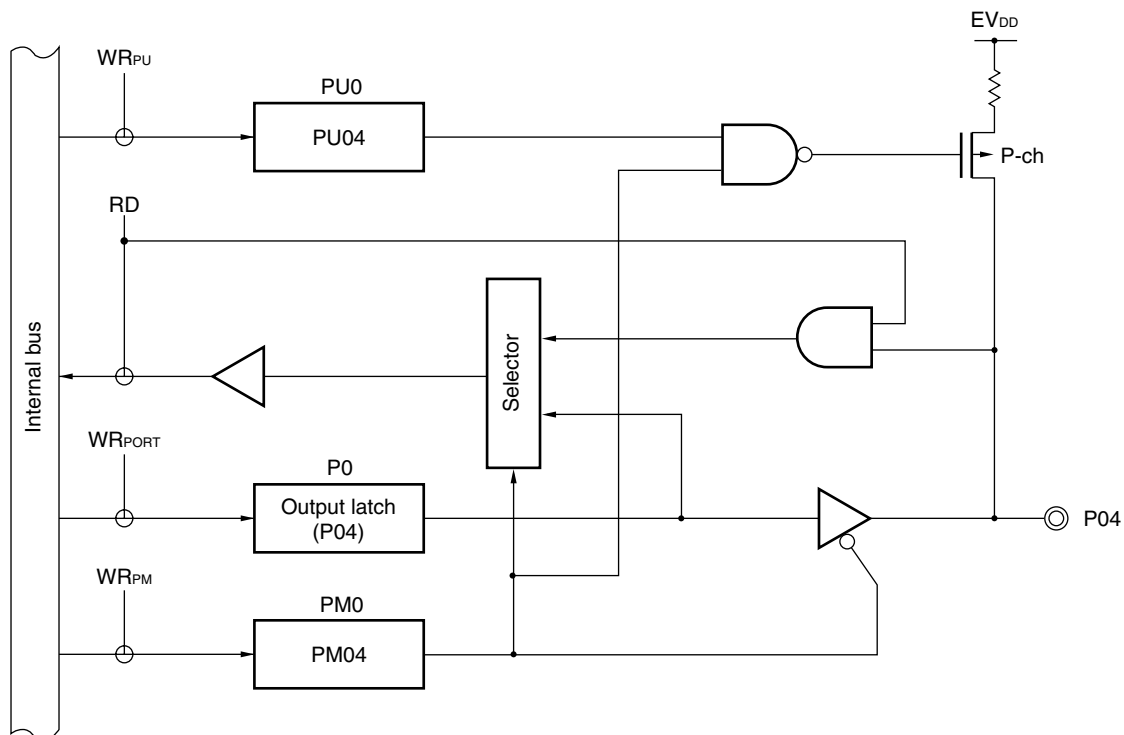 EVDD
WRPU
PU0
PU04
P-ch
RD
Internal bus
Selector
WRPORT
P0
Output latch
(P04)
P04
WRPM
PM0
PM04